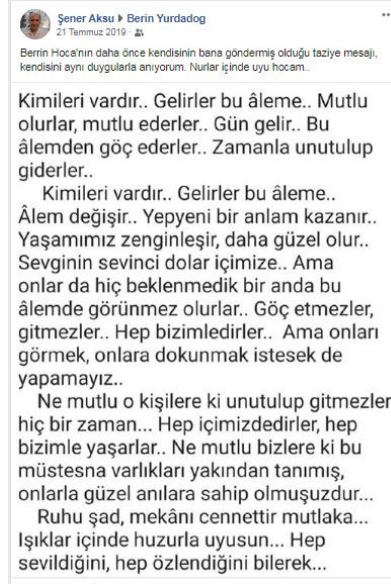 Şener Aksu ▸ Berin Yurdadog
21 Temmuz 2019 ·
Berrin Hoca'nın daha önce kendisinin bana göndermiş olduğu taziye mesajı,
kendisini aynı duygularla anıyorum. Nurlar içinde uyu hocam..
Kimileri vardır.. Gelirler bu âleme.. Mutlu
olurlar, mutlu ederler.. Gün gelir.. Bu
âlemden göç ederler.. Zamanla unutulup
giderler..
Kimileri vardır.. Gelirler bu âleme..
Âlem değişir.. Yepyeni bir anlam kazanır..
Yaşamımız zenginleşir, daha güzel olur..
Sevginin sevinci dolar içimize.. Ama
onlar da hiç beklenmedik bir anda bu
âlemde görünmez olurlar.. Göç etmezler,
gitmezler.. Hep bizimledirler.. Ama onları
görmek, onlara dokunmak istesek de
yapamayız..
Ne mutlu o kişilere ki unutulup gitmezler
hiç bir zaman... Hep içimizdedirler, hep
bizimle yaşarlar.. Ne mutlu bizlere ki bu
müstesna varlıkları yakından tanımış,
onlarla güzel anılara sahip olmuşuzdur...
Ruhu şad, mekânı cennettir mutlaka...
Işıklar içinde huzurla uyusun... Hep
sevildiğini, hep özlendiğini bilerek...